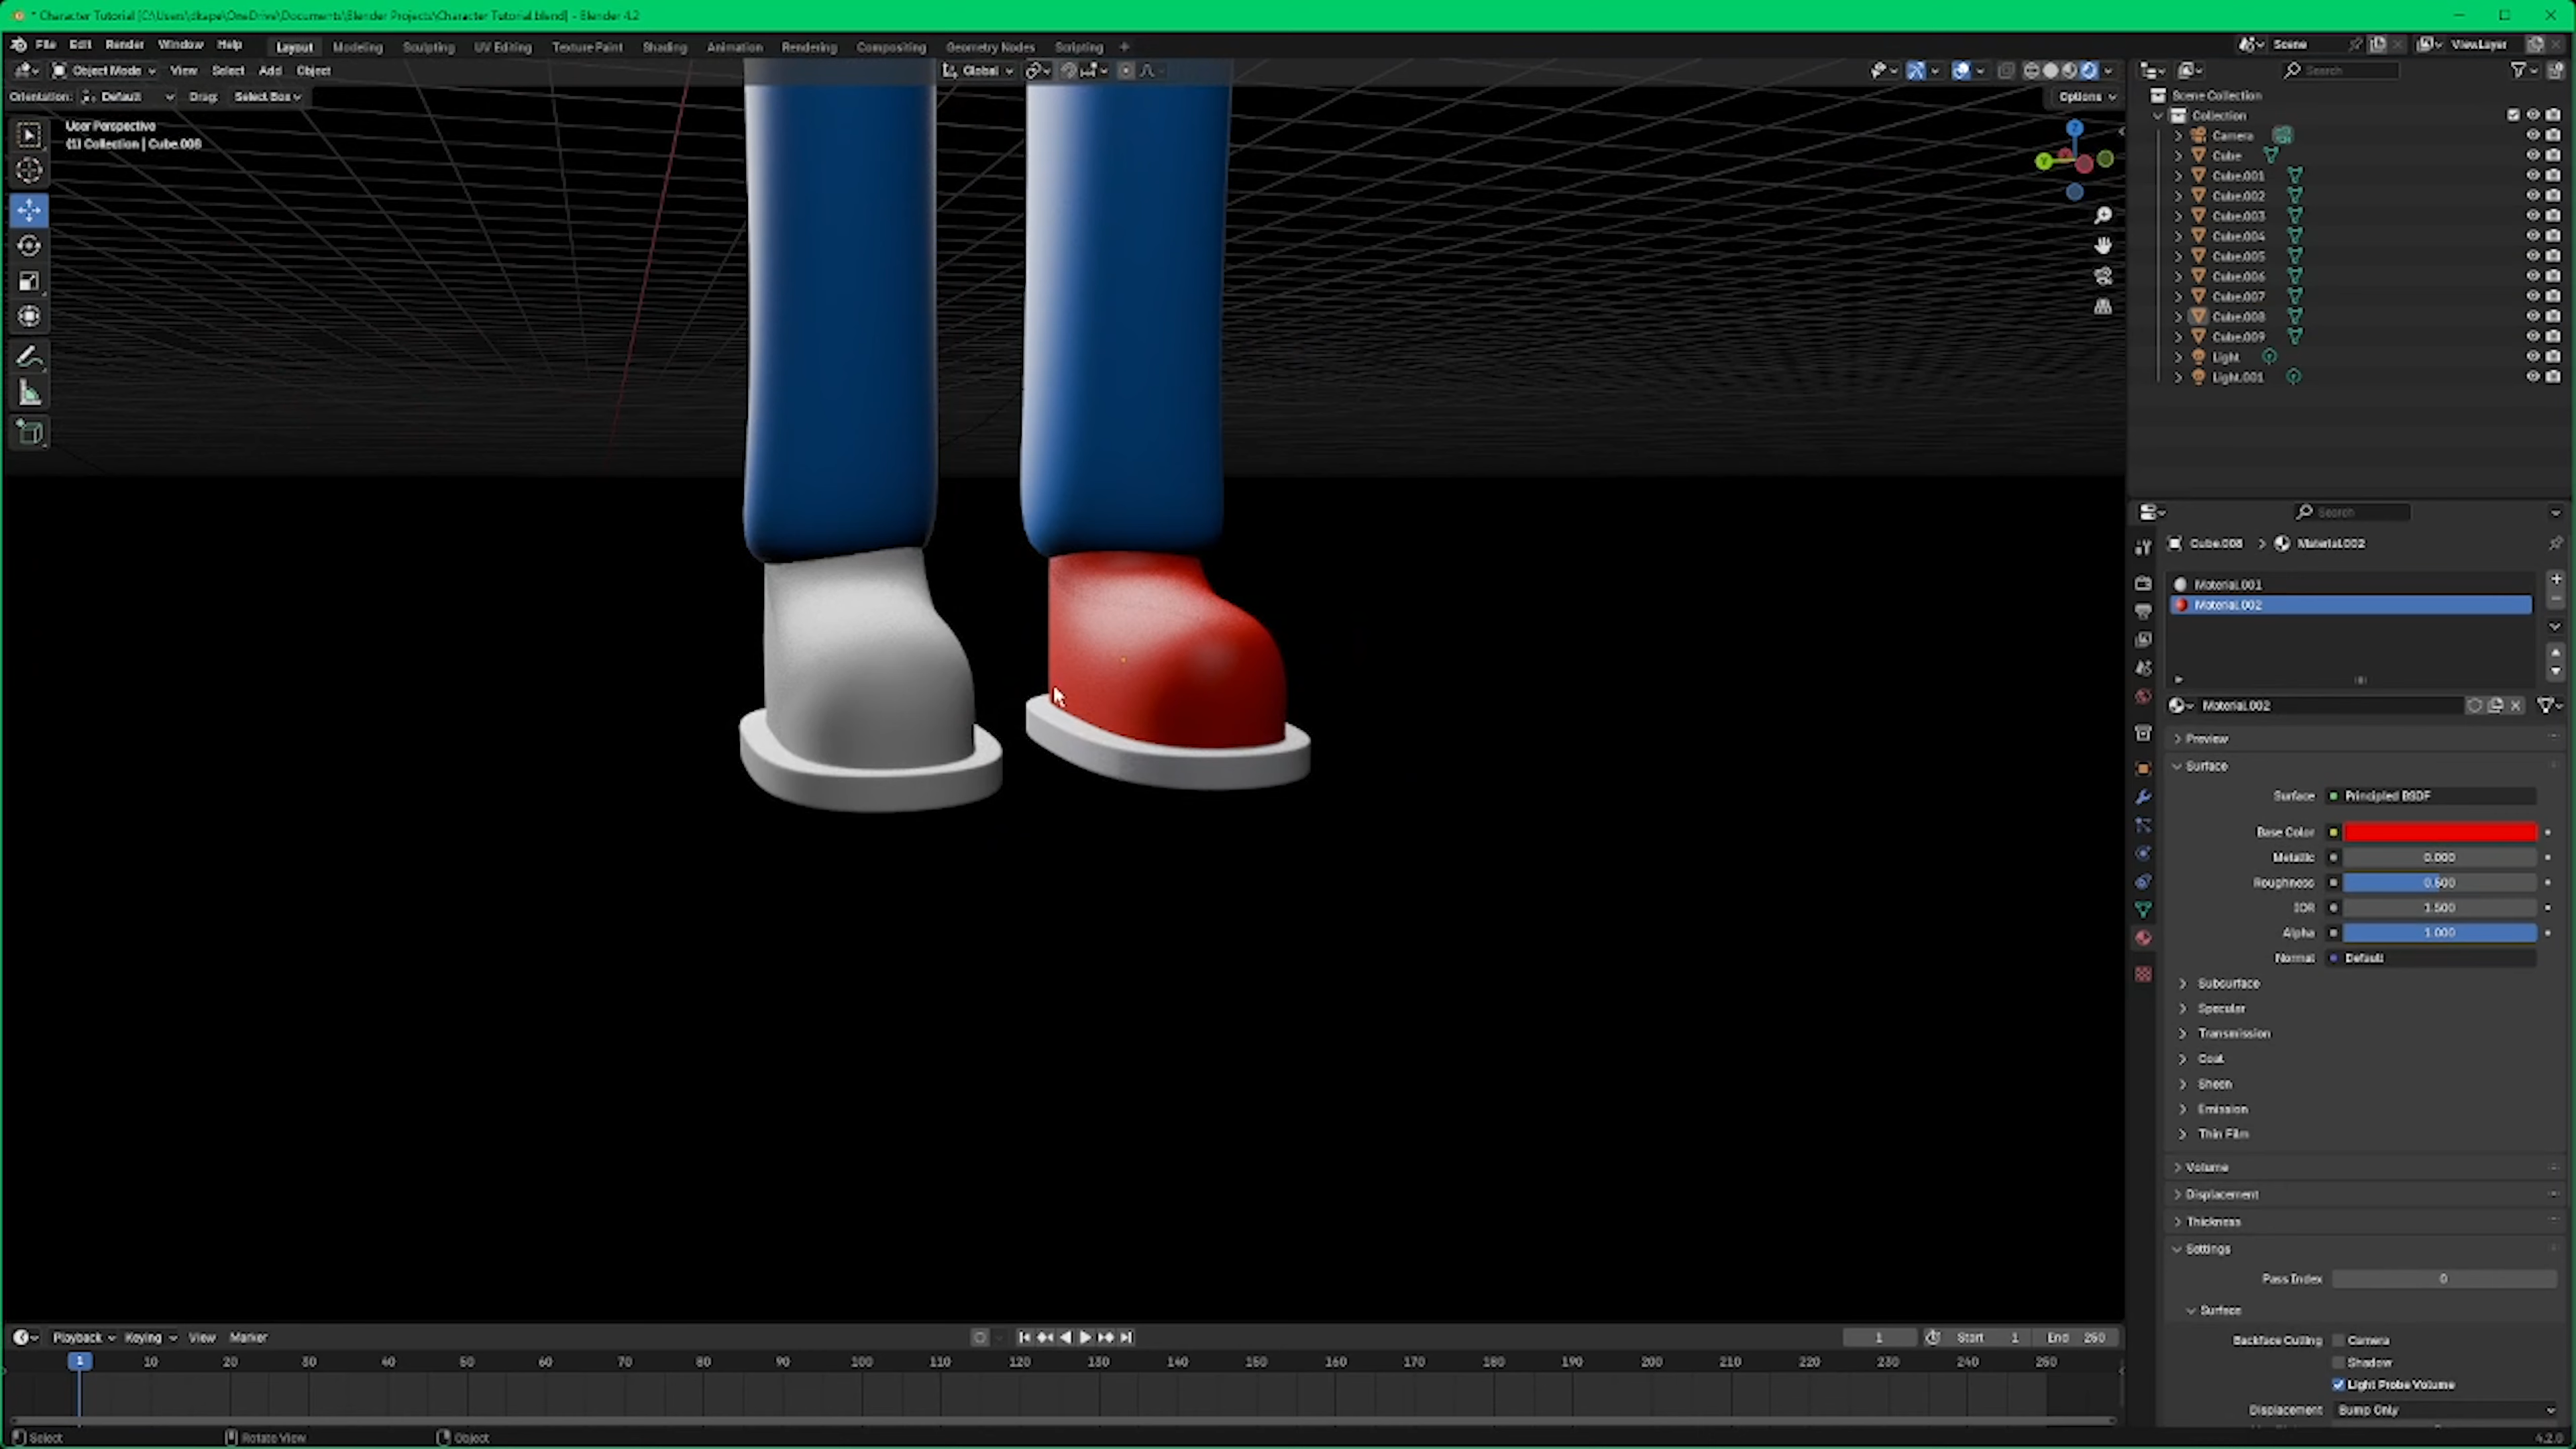 * Character Tutorial [C:\Users\dkape\OneDrive\Documents\Blender Projects\Character Tutorial.blend] - Blender 4.2
File Edit Render Window Help Layout Modeling Sculpting UV Editing Texture Paint Shading Animation Rendering Compositing Geometry Nodes Scripting + Scene ViewLayer
Object Mode View Select Add Object Global Search
Orientation: Default Drag: Select Box Options
User Perspective
(1) Collection | Cube.008
Scene Collection
Collection
Camera
Cube
Cube.001
Cube.002
Cube.003
Cube.004
Cube.005
Cube.006
Cube.007
Cube.008
Cube.009
Light
Light.001
Search
Cube.008 > Material.002
Material.001
Material.002
Material.002
Preview
Surface
Surface Principled BSDF
Base Color
Metallic 0.000
Roughness 0.500
IOR 1.500
Alpha 1.000
Normal Default
Subsurface
Specular
Transmission
Coat
Sheen
Emission
Thin Film
Volume
Displacement
Thickness
Settings
Pass Index 0
Surface
Backface Culling Camera
Shadow
Light Probe Volume
Displacement Bump Only
Playback Keying View Marker 1 Start 1 End 250
1 10 20 30 40 50 60 70 80 90 100 110 120 130 140 150 160 170 180 190 200 210 220 230 240 250
Select Rotate View Object 4.2.0
X
Y
Z